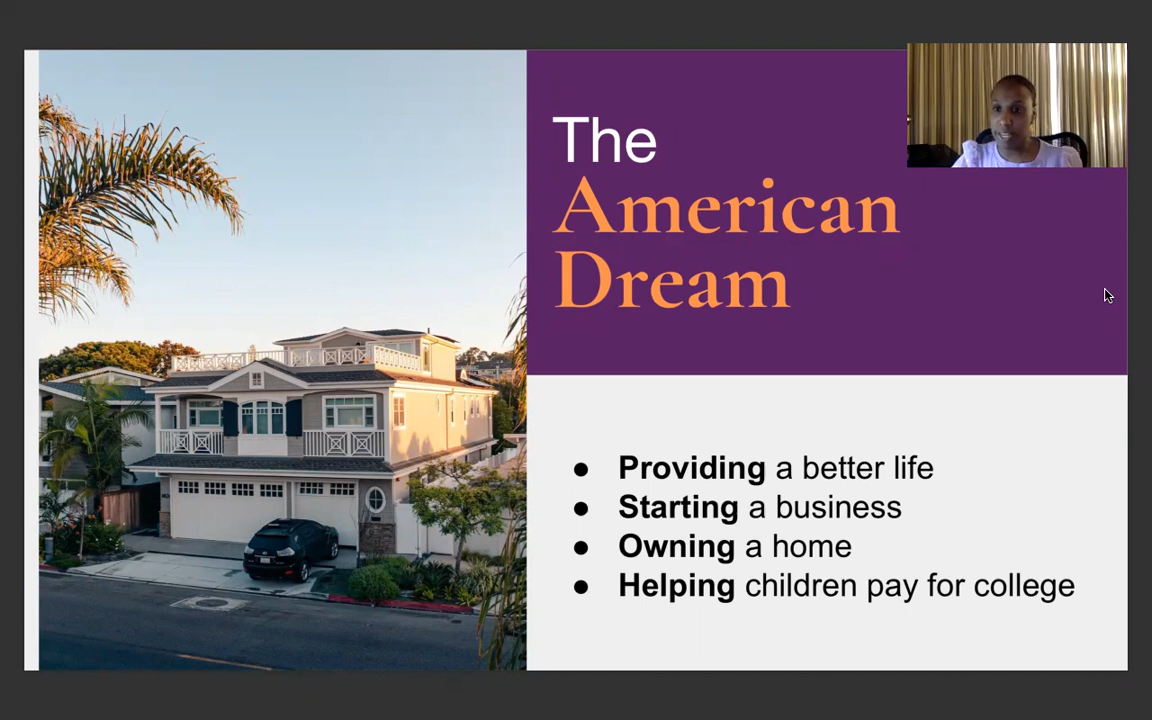 The
American
Dream
● Providing a better life
● Starting a business
● Owning a home
● Helping children pay for college